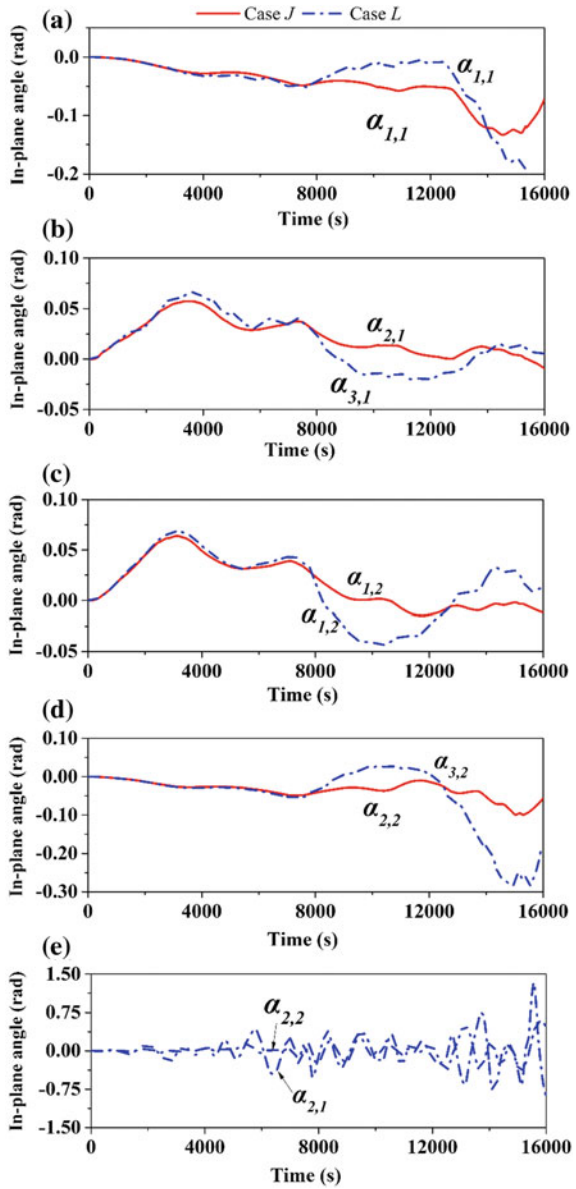 (a)
Case J Case L
In-plane angle (rad)
0.0
-0.1
-0.2
α1,1
α1,1
0 4000 8000 12000 16000
Time (s)
(b)
In-plane angle (rad)
0.10
0.05
0.00
-0.05
α2,1
α3,1
0 4000 8000 12000 16000
Time (s)
(c)
In-plane angle (rad)
0.10
0.05
0.00
-0.05
α1,2
α1,2
0 4000 8000 12000 16000
Time (s)
(d)
In-plane angle (rad)
0.10
0.00
-0.10
-0.20
-0.30
α3,2
α2,2
0 4000 8000 12000 16000
Time (s)
(e)
In-plane angle (rad)
1.50
0.75
0.00
-0.75
-1.50
α2,2
α2,1
0 4000 8000 12000 16000
Time (s)